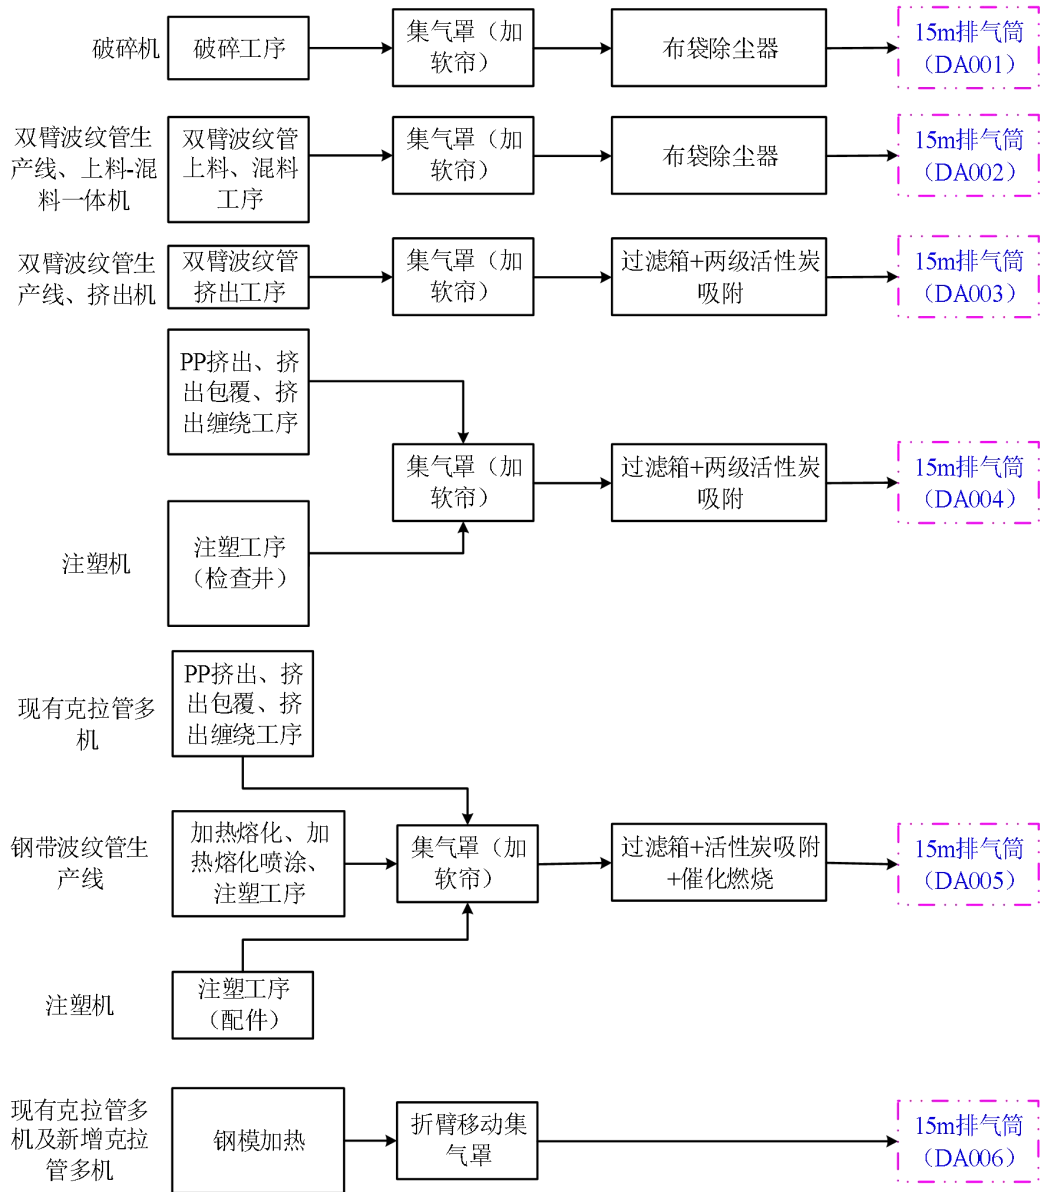 破碎机
破碎工序
集气罩（加
软帘）
布袋除尘器
15m排气筒
（DA001）
双臂波纹管生
产线、上料-混
料一体机
双臂波纹管
上料、混料
工序
集气罩（加
软帘）
布袋除尘器
15m排气筒
（DA002）
双臂波纹管生
产线、挤出机
双臂波纹管
挤出工序
集气罩（加
软帘）
过滤箱+两级活性炭
吸附
15m排气筒
（DA003）
PP挤出、挤
出包覆、挤
出缠绕工序
集气罩（加
软帘）
过滤箱+两级活性炭
吸附
15m排气筒
（DA004）
注塑机
注塑工序
（检查井）
现有克拉管多
机
PP挤出、挤
出包覆、挤
出缠绕工序
钢带波纹管生
产线
加热熔化、加
热熔化喷涂、
注塑工序
集气罩（加
软帘）
过滤箱+活性炭吸附
+催化燃烧
15m排气筒
（DA005）
注塑机
注塑工序
（配件）
现有克拉管多
机及新增克拉
管多机
钢模加热
折臂移动集
气罩
15m排气筒
（DA006）